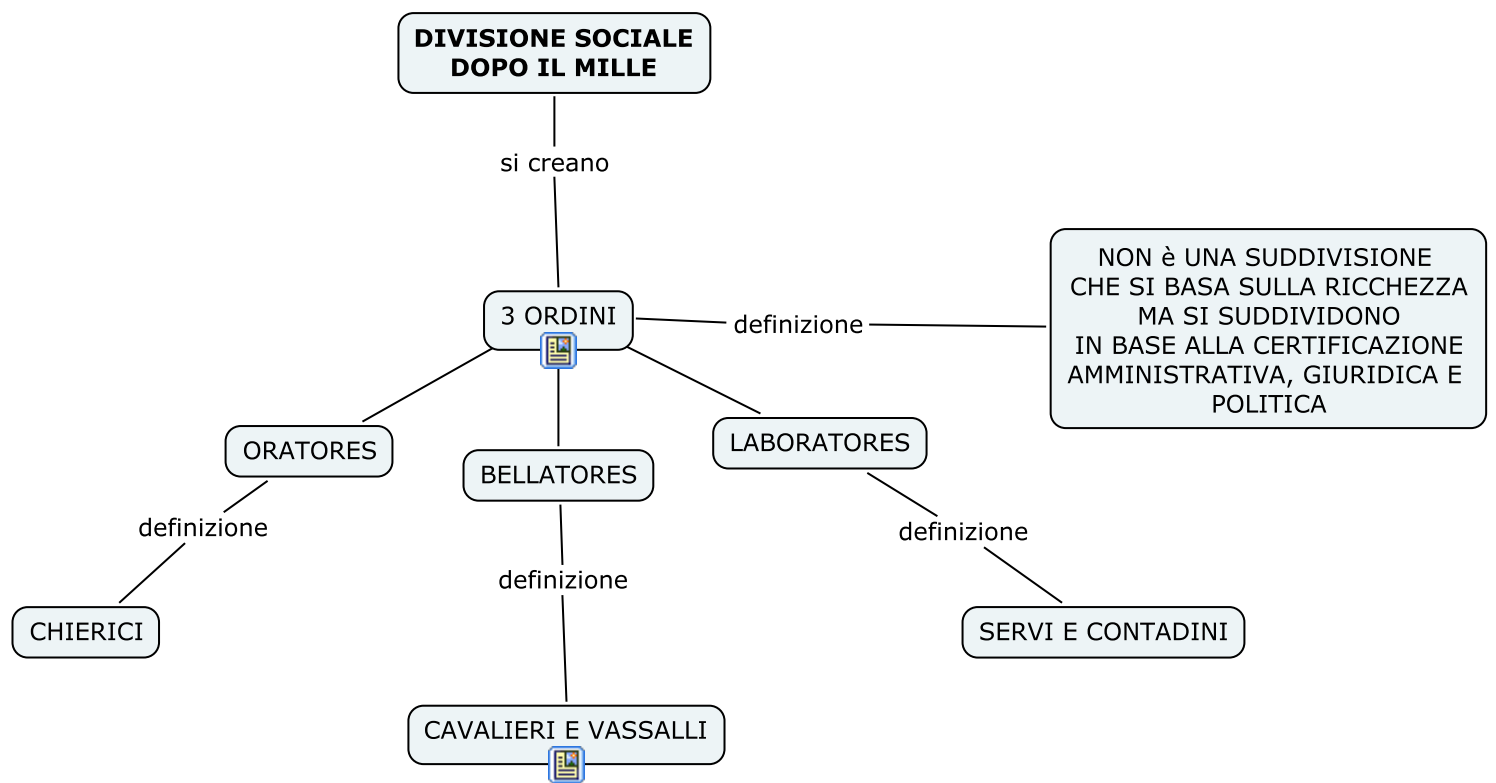 DIVISIONE SOCIALE
DOPO IL MILLE
si creano
3 ORDINI
definizione
NON è UNA SUDDIVISIONE
CHE SI BASA SULLA RICCHEZZA
MA SI SUDDIVIDONO
IN BASE ALLA CERTIFICAZIONE
AMMINISTRATIVA, GIURIDICA E
POLITICA
ORATORES
BELLATORES
LABORATORES
definizione
definizione
definizione
CHIERICI
CAVALIERI E VASSALLI
SERVI E CONTADINI